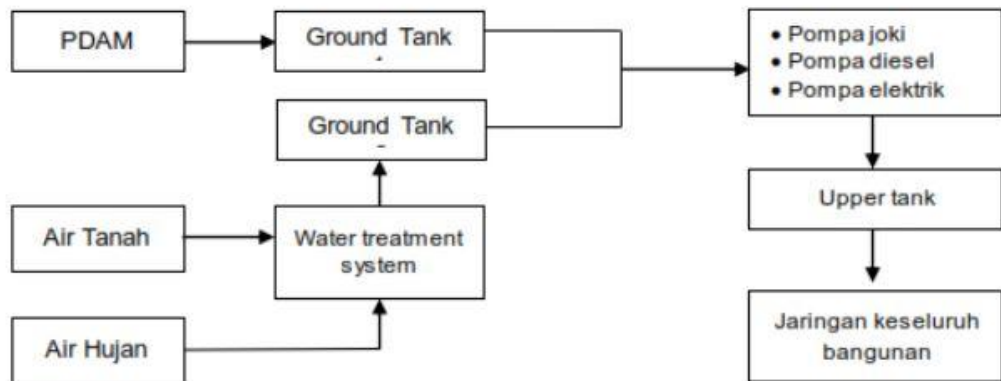 PDAM
Ground Tank
• Pompa joki
• Pompa diesel
• Pompa elektrik
Ground Tank
Upper tank
Air Tanah
Water treatment
system
Air Hujan
Jaringan keseluruh
bangunan